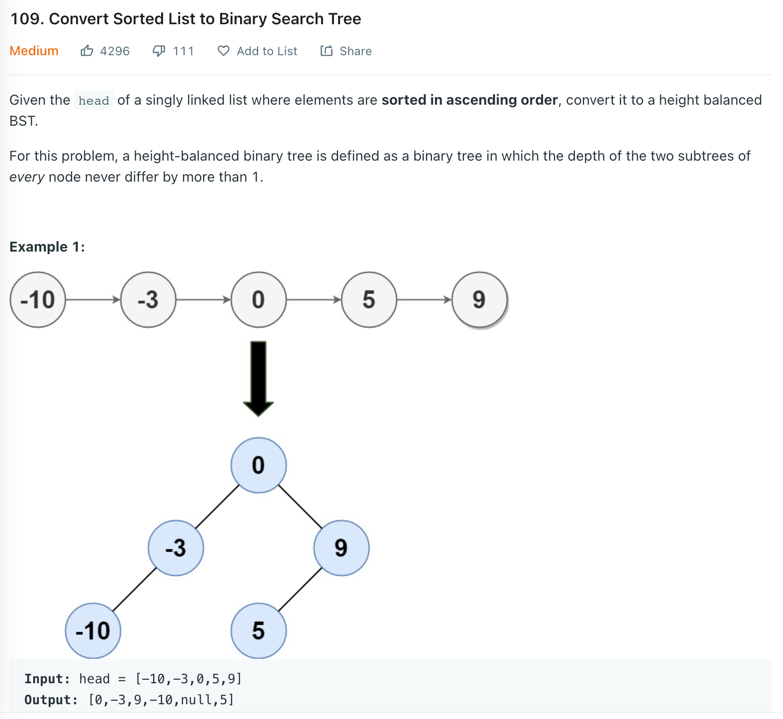 109. Convert Sorted List to Binary Search Tree
Medium 4296 111 Add to List Share
Given the head of a singly linked list where elements are sorted in ascending order, convert it to a height balanced
BST.
For this problem, a height-balanced binary tree is defined as a binary tree in which the depth of the two subtrees of
every node never differ by more than 1.
Example 1:
-10 -3 0 5 9
0
-3 9
-10 5
Input: head = [-10,-3,0,5,9]
Output: [0,-3,9,-10,null,5]